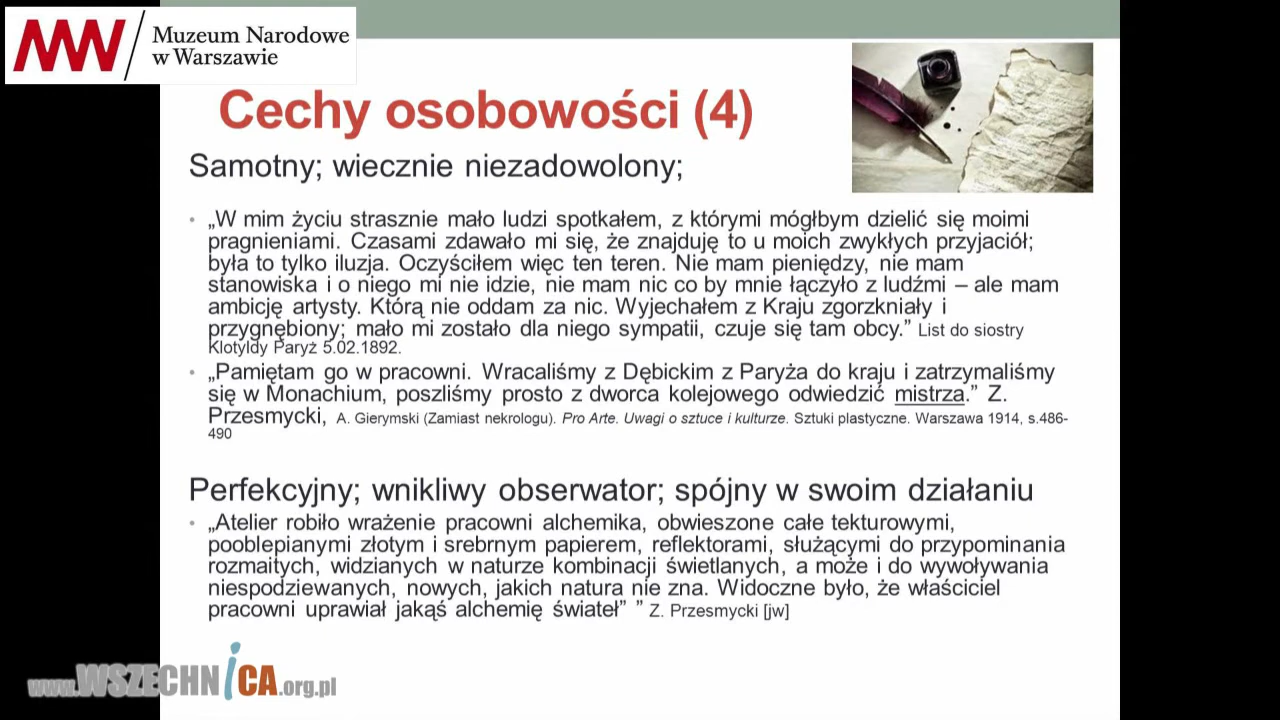 Muzeum Narodowe
w Warszawie
Cechy osobowości (4)
Samotny; wiecznie niezadowolony;
• „W mim życiu strasznie mało ludzi spotkałem, z którymi mógłbym dzielić się moimi
pragnieniami. Czasami zdawało mi się, że znajduję to u moich zwykłych przyjaciół;
była to tylko iluzja. Oczyściłem więc ten teren. Nie mam pieniędzy, nie mam
stanowiska i o niego mi nie idzie, nie mam nic co by mnie łączyło z ludźmi – ale mam
ambicję artysty. Którą nie oddam za nic. Wyjechałem z Kraju zgorzkniały i
przygnębiony; mało mi zostało dla niego sympatii, czuje się tam obcy.” List do siostry
Klotyldy Paryż 5.02.1892.
• „Pamiętam go w pracowni. Wracaliśmy z Dębickim z Paryża do kraju i zatrzymaliśmy
się w Monachium, poszliśmy prosto z dworca kolejowego odwiedzić mistrza.” Z.
Przesmycki, A. Gierymski (Zamiast nekrologu). Pro Arte. Uwagi o sztuce i kulturze. Sztuki plastyczne. Warszawa 1914, s.486-
490
Perfekcyjny; wnikliwy obserwator; spójny w swoim działaniu
• „Atelier robiło wrażenie pracowni alchemika, obwieszone całe tekturowymi,
pooblepianymi złotym i srebrnym papierem, reflektorami, służącymi do przypominania
rozmaitych, widzianych w naturze kombinacji świetlanych, a może i do wywoływania
niespodziewanych, nowych, jakich natura nie zna. Widoczne było, że właściciel
pracowni uprawiał jakąś alchemię świateł” ” Z. Przesmycki [jw]
www.WSZECHNICA.org.pl